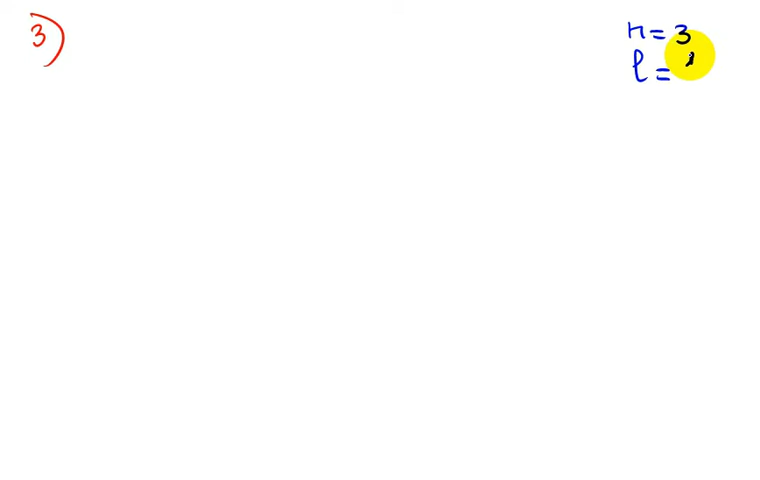 3)
n = 3
l =